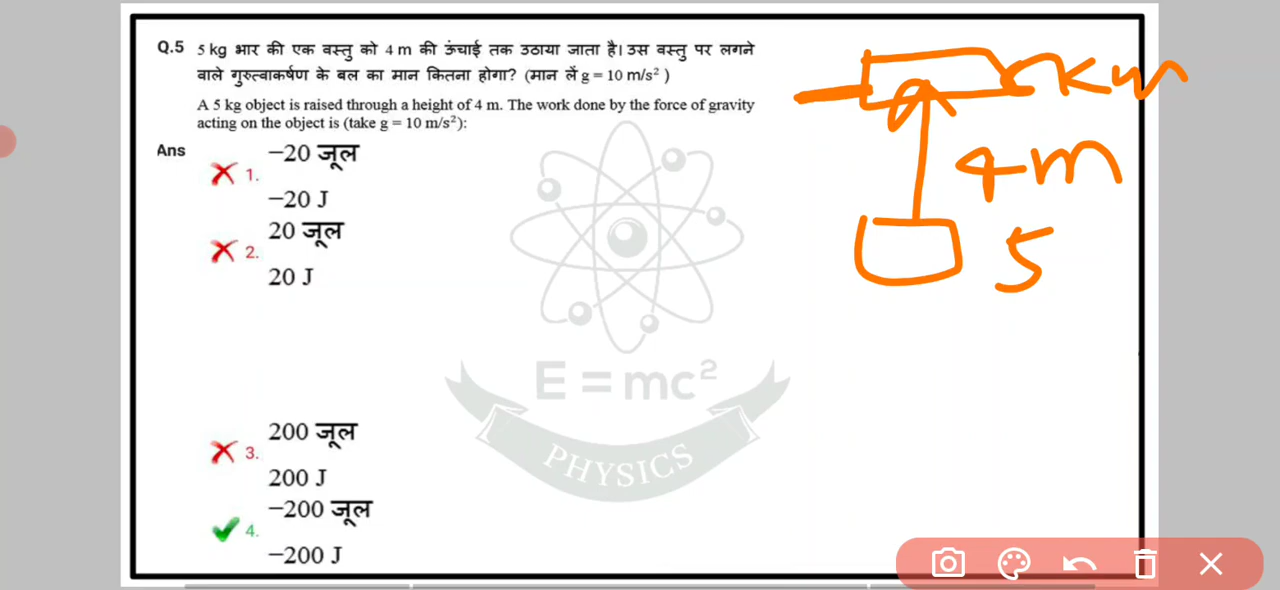 Q.5 5 kg भार की एक वस्तु को 4 m की ऊंचाई तक उठाया जाता है। उस वस्तु पर लगने
वाले गुरुत्वाकर्षण के बल का मान कितना होगा? (मान लें g = 10 m/s² )
A 5 kg object is raised through a height of 4 m. The work done by the force of gravity
acting on the object is (take g = 10 m/s²):
Ans
1. −20 जूल
−20 J
2. 20 जूल
20 J
3. 200 जूल
200 J
4. −200 जूल
−200 J
E = mc²
PHYSICS
4m
5